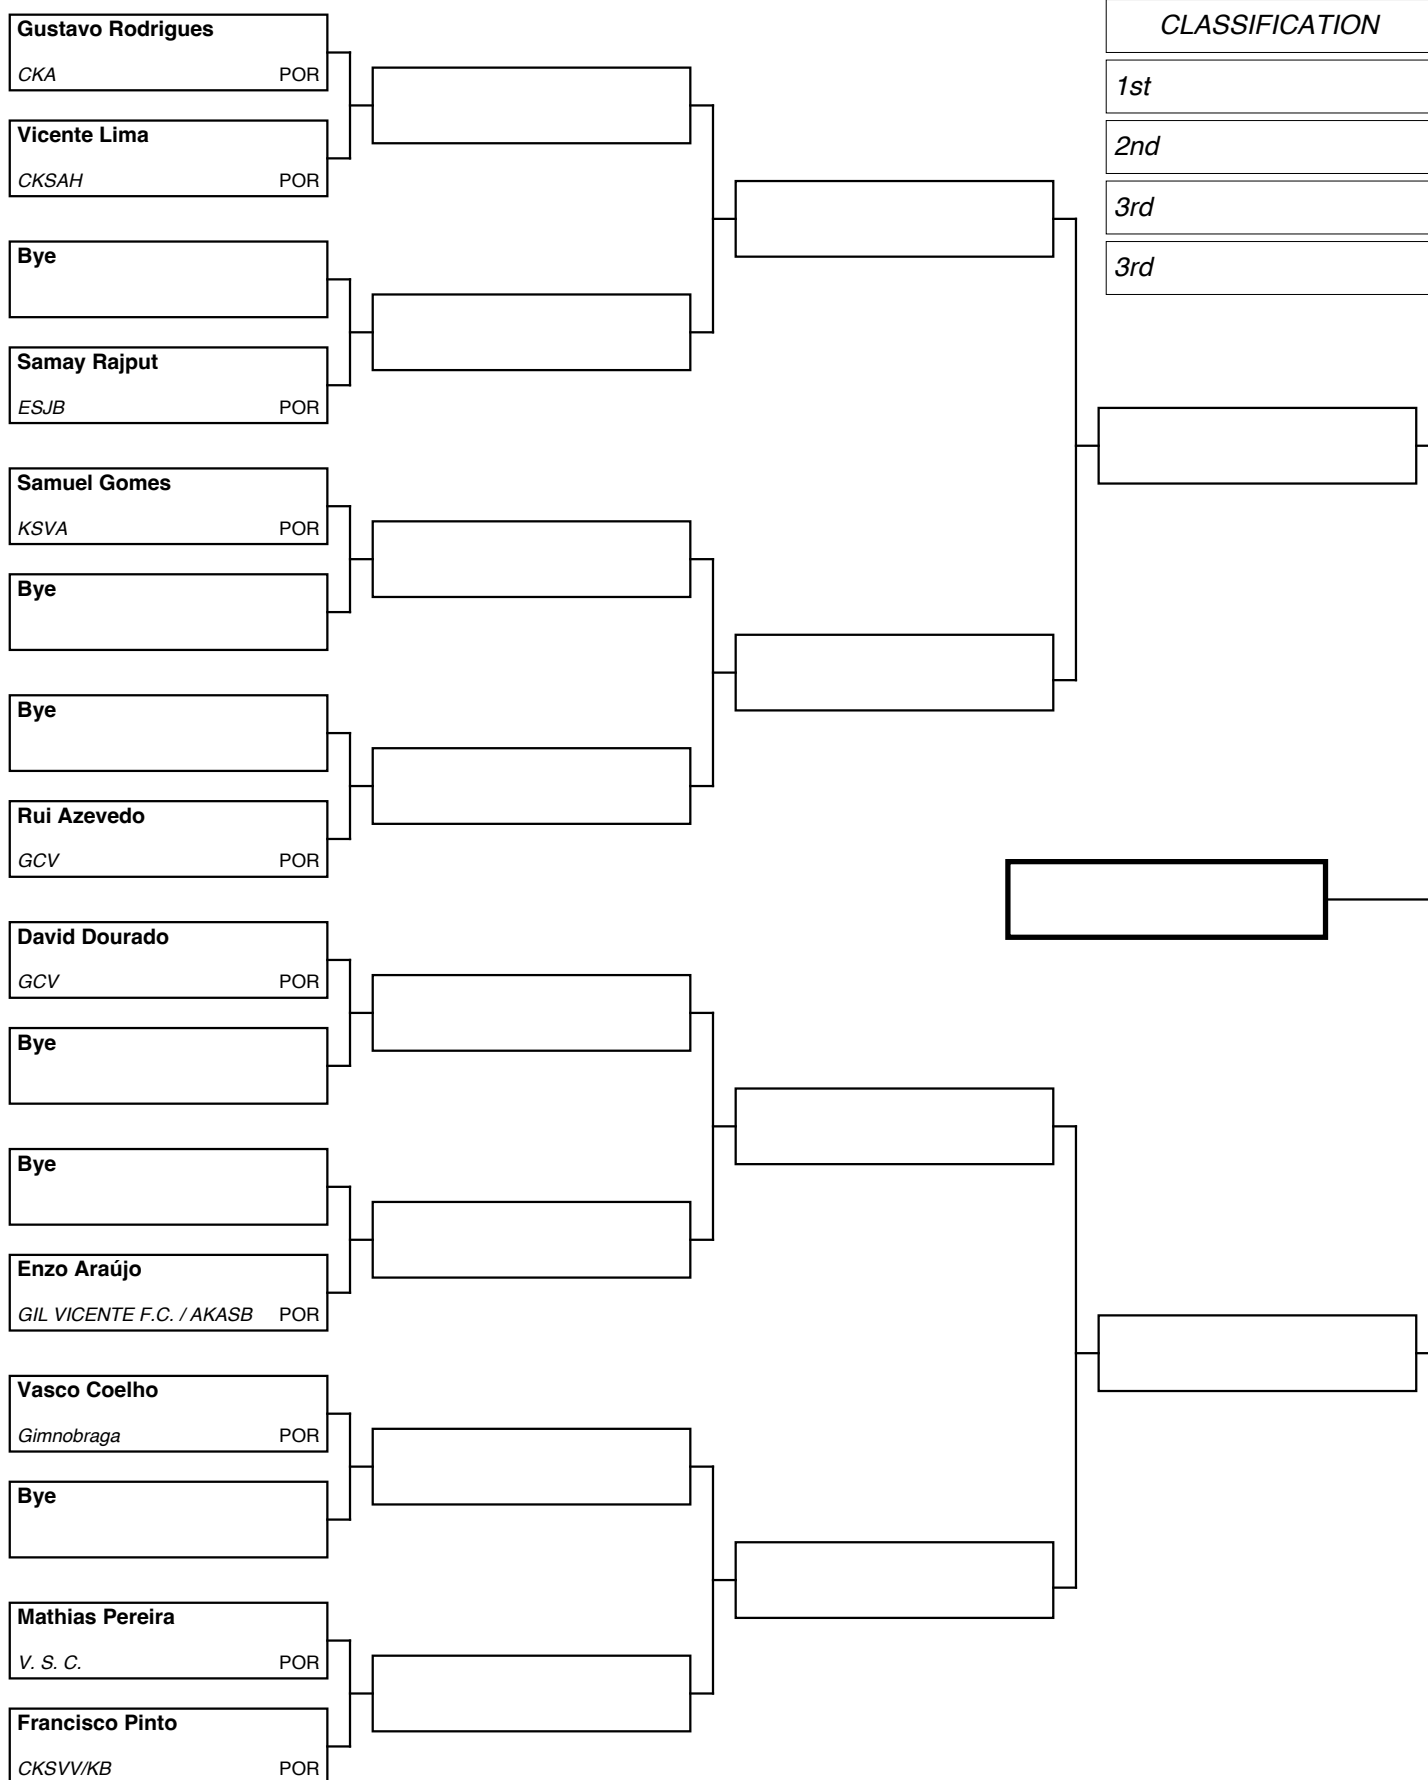 Gustavo Rodrigues
CKA POR
Vicente Lima
CKSAH POR
Bye
Samay Rajput
ESJB POR
Samuel Gomes
KSVA POR
Bye
Bye
Rui Azevedo
GCV POR
David Dourado
GCV POR
Bye
Bye
Enzo Araújo
GIL VICENTE F.C. / AKASB POR
Vasco Coelho
Gimnobraga POR
Bye
Mathias Pereira
V. S. C. POR
Francisco Pinto
CKSVV/KB POR
CLASSIFICATION
1st
2nd
3rd
3rd